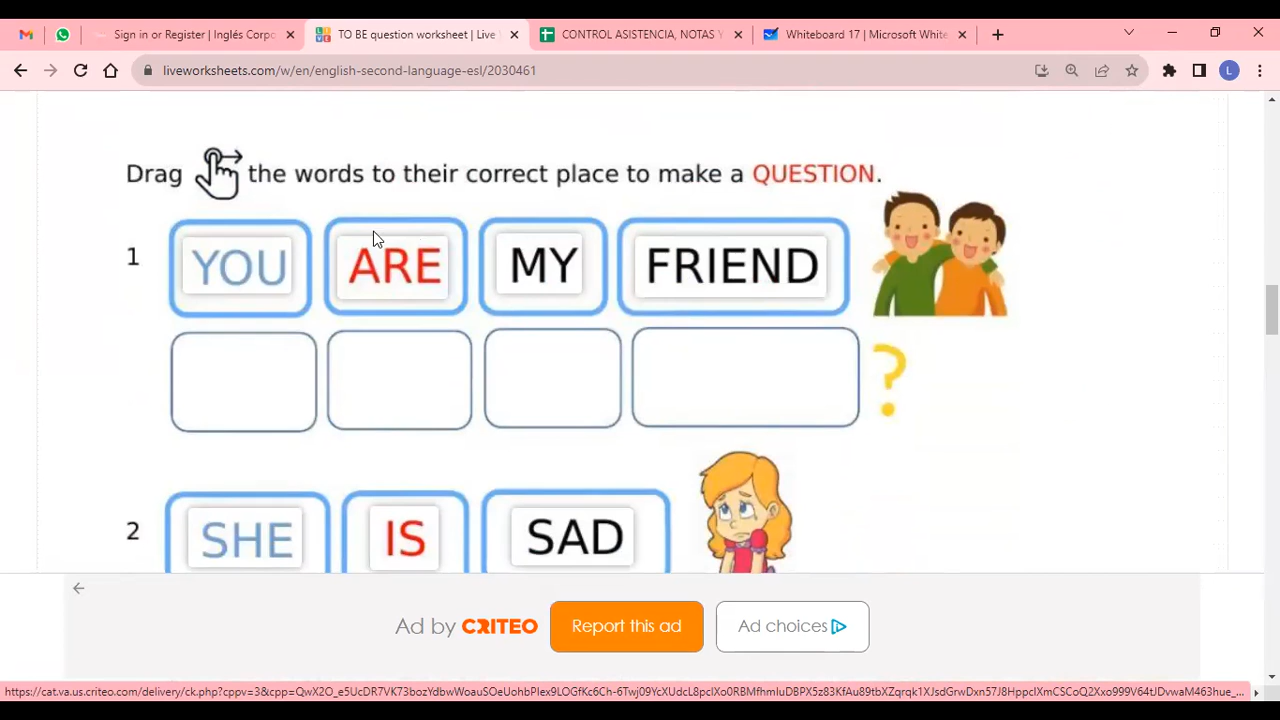 Sign in or Register | Inglés Corpo
TO BE question worksheet | Live
CONTROL ASISTENCIA, NOTAS Y
Whiteboard 17 | Microsoft White
liveworksheets.com/w/en/english-second-language-esl/2030461
L
Drag the words to their correct place to make a QUESTION.
1 YOU ARE MY FRIEND
?
2 SHE IS SAD
Ad by CRITEO Report this ad Ad choices